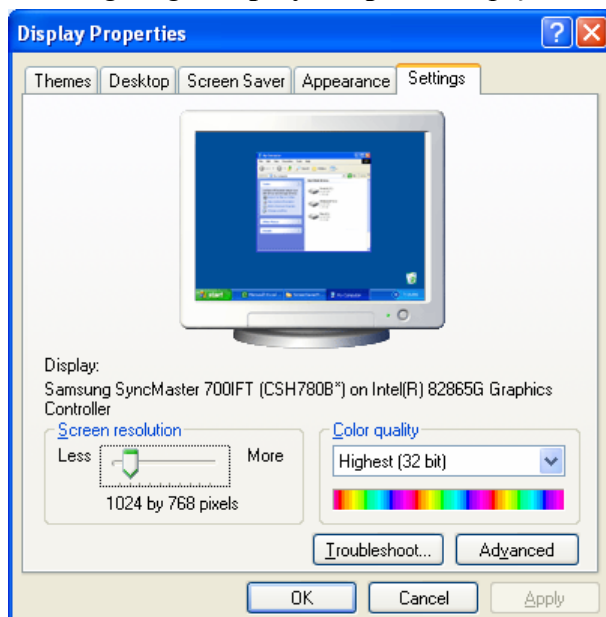 Display Properties
Themes Desktop Screen Saver Appearance Settings
start
Display:
Samsung SyncMaster 700IFT (CSH780B*) on Intel(R) 82865G Graphics
Controller
Screen resolution
Less More
1024 by 768 pixels
Color quality
Highest (32 bit)
Troubleshoot... Advanced
OK Cancel Apply